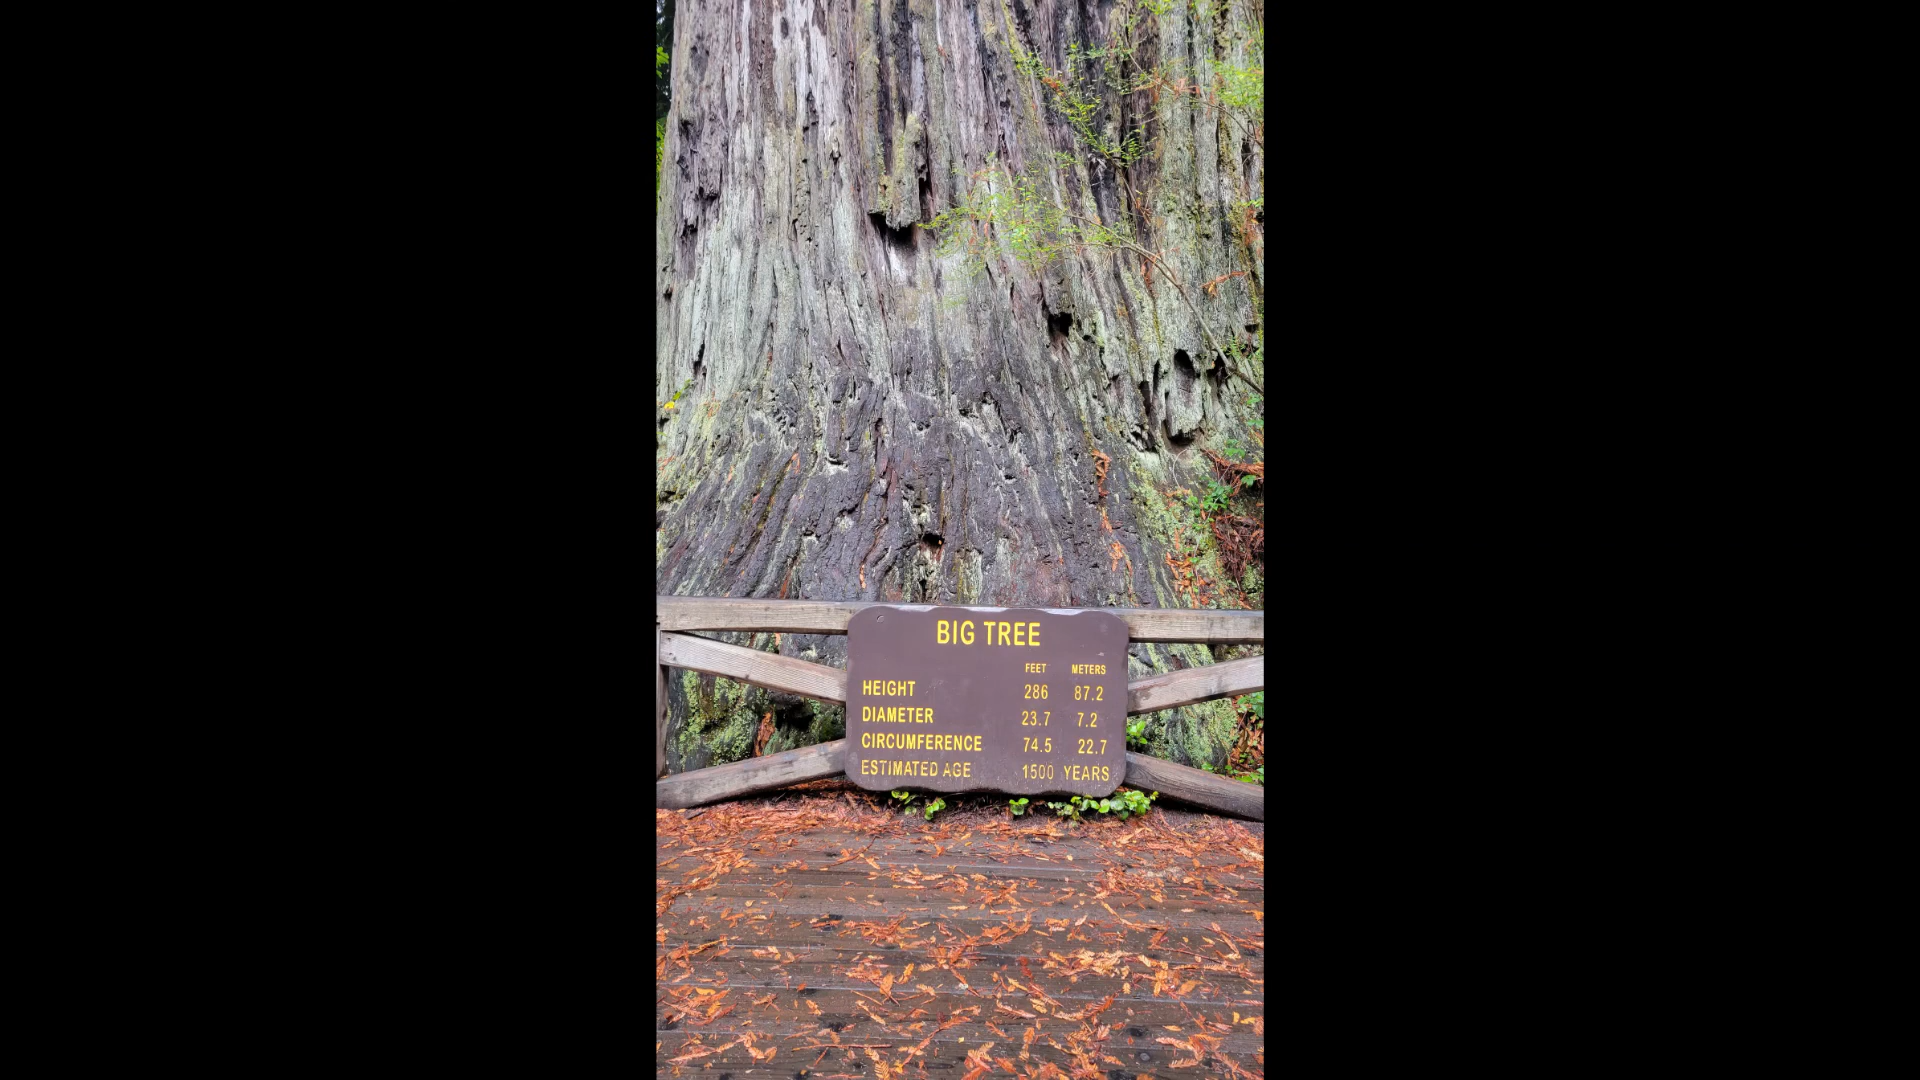 BIG TREE
FEET METERS
HEIGHT 286 87.2
DIAMETER 23.7 7.2
CIRCUMFERENCE 74.5 22.7
ESTIMATED AGE 1500 YEARS